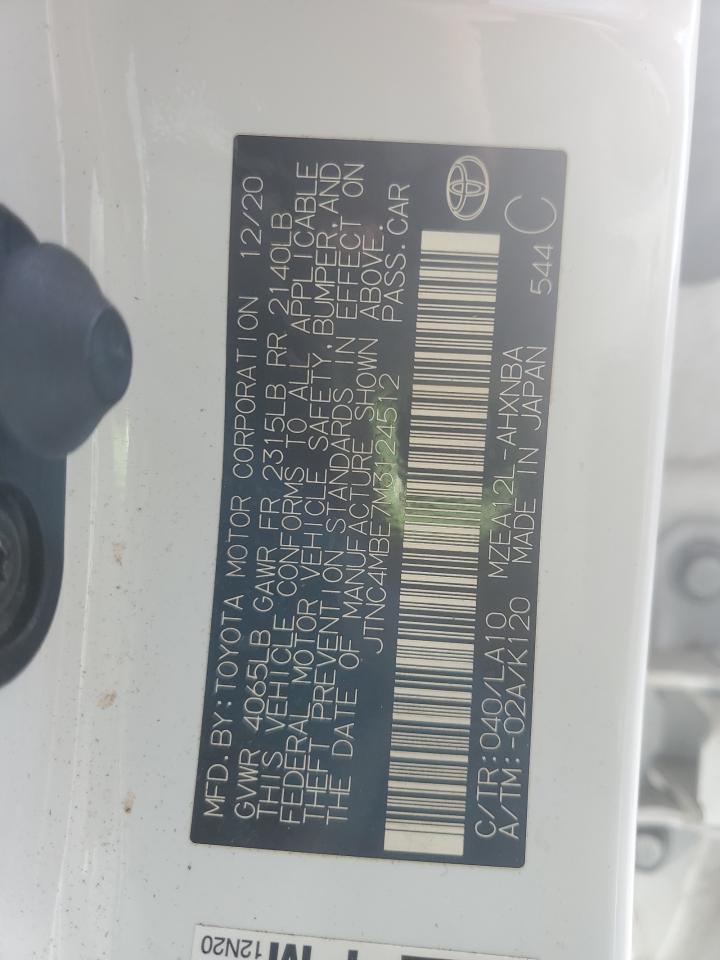 MFD.BY:TOYOTA MOTOR CORPORATION 12/20
GVWR 4065LB GAWR FR 2315LB RR 2140LB
THIS VEHICLE CONFORMS TO ALL APPLICABLE
FEDERAL MOTOR VEHICLE SAFETY,BUMPER,AND
THEFT PREVENTION STANDARDS IN EFFECT ON
THE DATE OF MANUFACTURE SHOWN ABOVE.
JTNC4MBE7M3124512 PASS.CAR
C/TR:040/LA10 MZEA12L-AHXNBA 544 C
A/TM:-02A/K120 MADE IN JAPAN
12N20